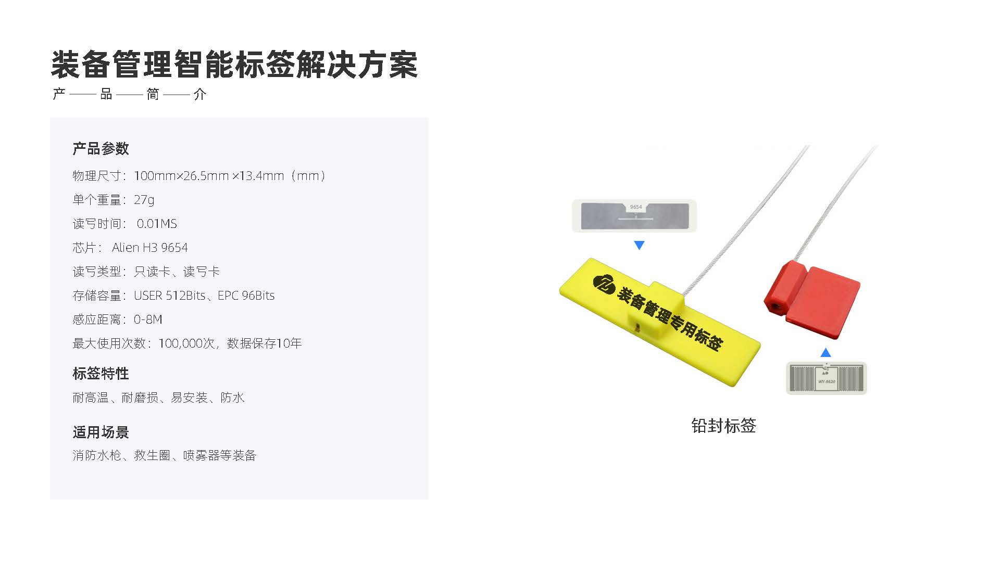 装备管理智能标签解决方案
产——品——简——介
产品参数
物理尺寸：100mm×26.5mm ×13.4mm（mm）
单个重量：27g
读写时间： 0.01MS
芯片： Alien H3 9654
读写类型：只读卡、读写卡
存储容量：USER 512Bits、EPC 96Bits
感应距离：0-8M
最大使用次数：100,000次，数据保存10年
标签特性
耐高温、耐磨损、易安装、防水
适用场景
消防水枪、救生圈、喷雾器等装备
9654
装备管理专用标签
WY-9620
铅封标签